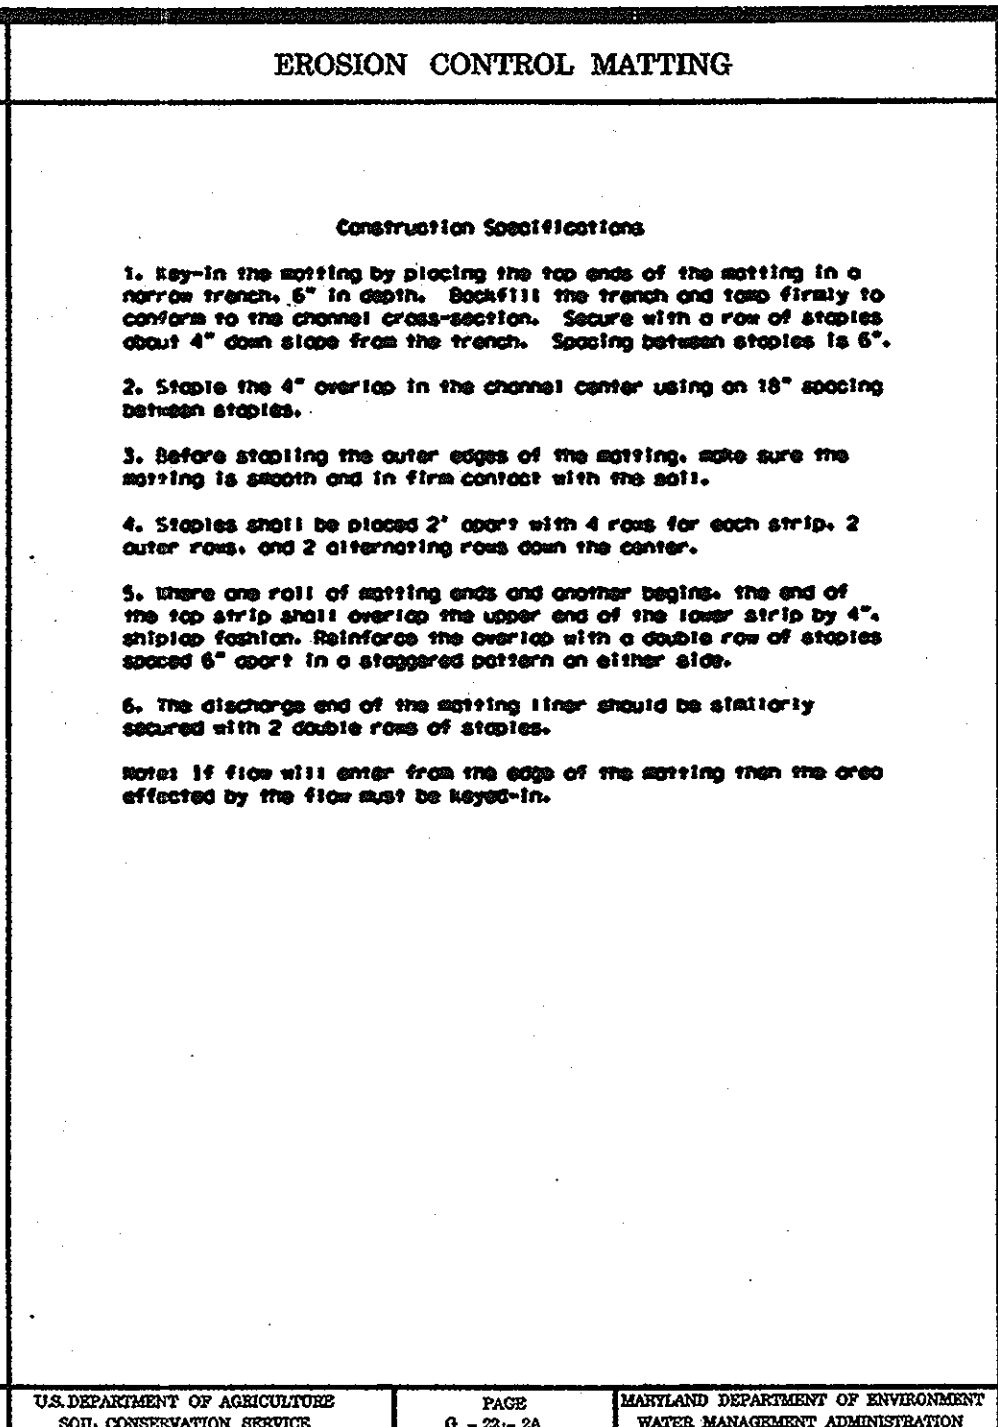 EROSION CONTROL MATTING
Construction Specifications
1. Key-in the matting by placing the top ends of the matting in a
narrow trench, 6" in depth. Backfill the trench and tamp firmly to
conform to the channel cross-section. Secure with a row of staples
about 4" down slope from the trench. Spacing between staples is 6".
2. Staple the 4" overlap in the channel center using an 18" spacing
between staples.
3. Before stapling the outer edges of the matting, make sure the
matting is smooth and in firm contact with the soil.
4. Staples shall be placed 2' apart with 4 rows for each strip, 2
outer rows, and 2 alternating rows down the center.
5. Where one roll of matting ends and another begins, the end of
the top strip shall overlap the upper end of the lower strip by 4",
shiplap fashion. Reinforce the overlap with a double row of staples
spaced 6" apart in a staggered pattern on either side.
6. The discharge end of the matting liner should be similarly
secured with 2 double rows of staples.
Note: If flow will enter from the edge of the matting then the area
effected by the flow must be keyed-in.
U.S. DEPARTMENT OF AGRICULTURE
SOIL CONSERVATION SERVICE
PAGE
G - 22 - 2A
MARYLAND DEPARTMENT OF ENVIRONMENT
WATER MANAGEMENT ADMINISTRATION